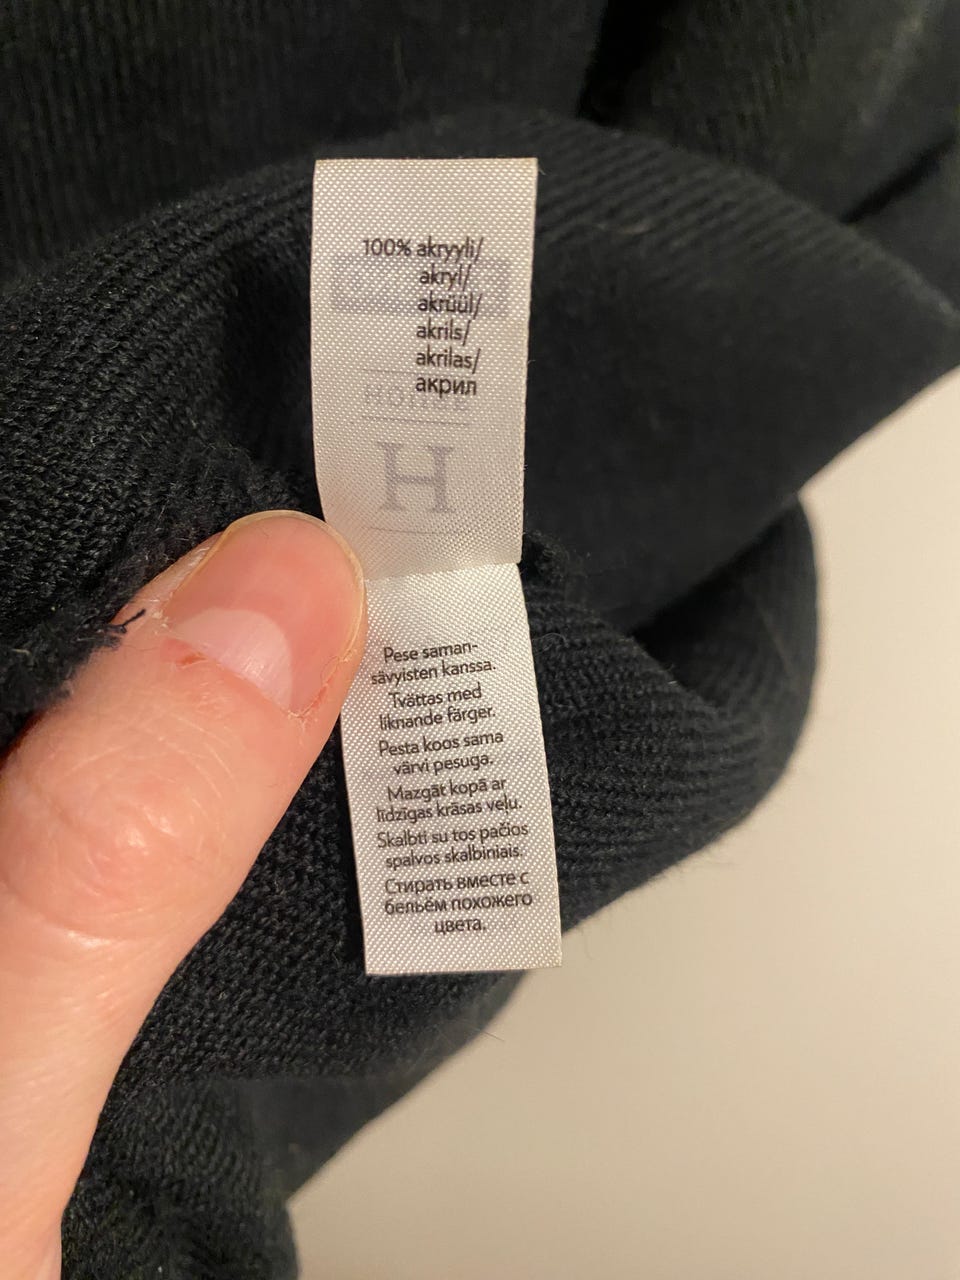 100% akryyli/
akryl/
akrüül/
akrils/
akrilas/
акрил
HOUSE
H
Pese saman-
sävyisten kanssa.
Tvättas med
liknande färger.
Pesta koos sama
värvi pesuga.
Mazgāt kopā ar
līdzīgas krāsas veļu.
Skalbti su tos pačios
spalvos skalbiniais.
Стирать вместе с
бельём похожего
цвета.